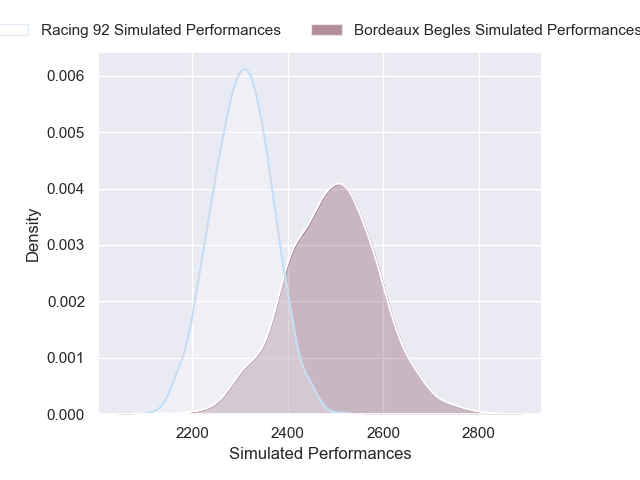 Racing 92 Simulated Performances
Bordeaux Begles Simulated Performances
0.006
0.005
0.004
0.003
0.002
0.001
0.000
Density
2200
2400
2600
2800
Simulated Performances